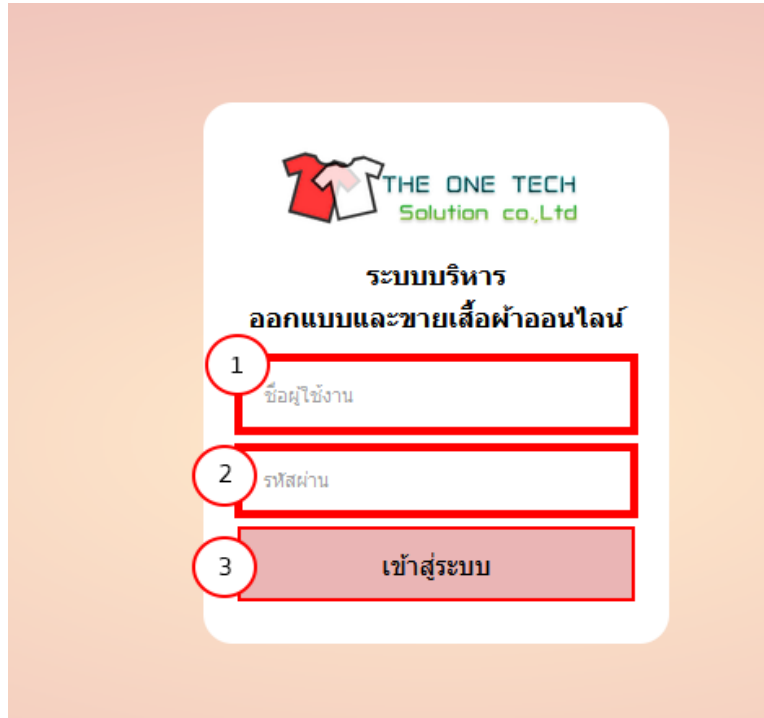 THE ONE TECH
Solution co.,Ltd
ระบบบริหาร
ออกแบบและขายเสื้อผ้าออนไลน์
1
ชื่อผู้ใช้งาน
2
รหัสผ่าน
3
เข้าสู่ระบบ